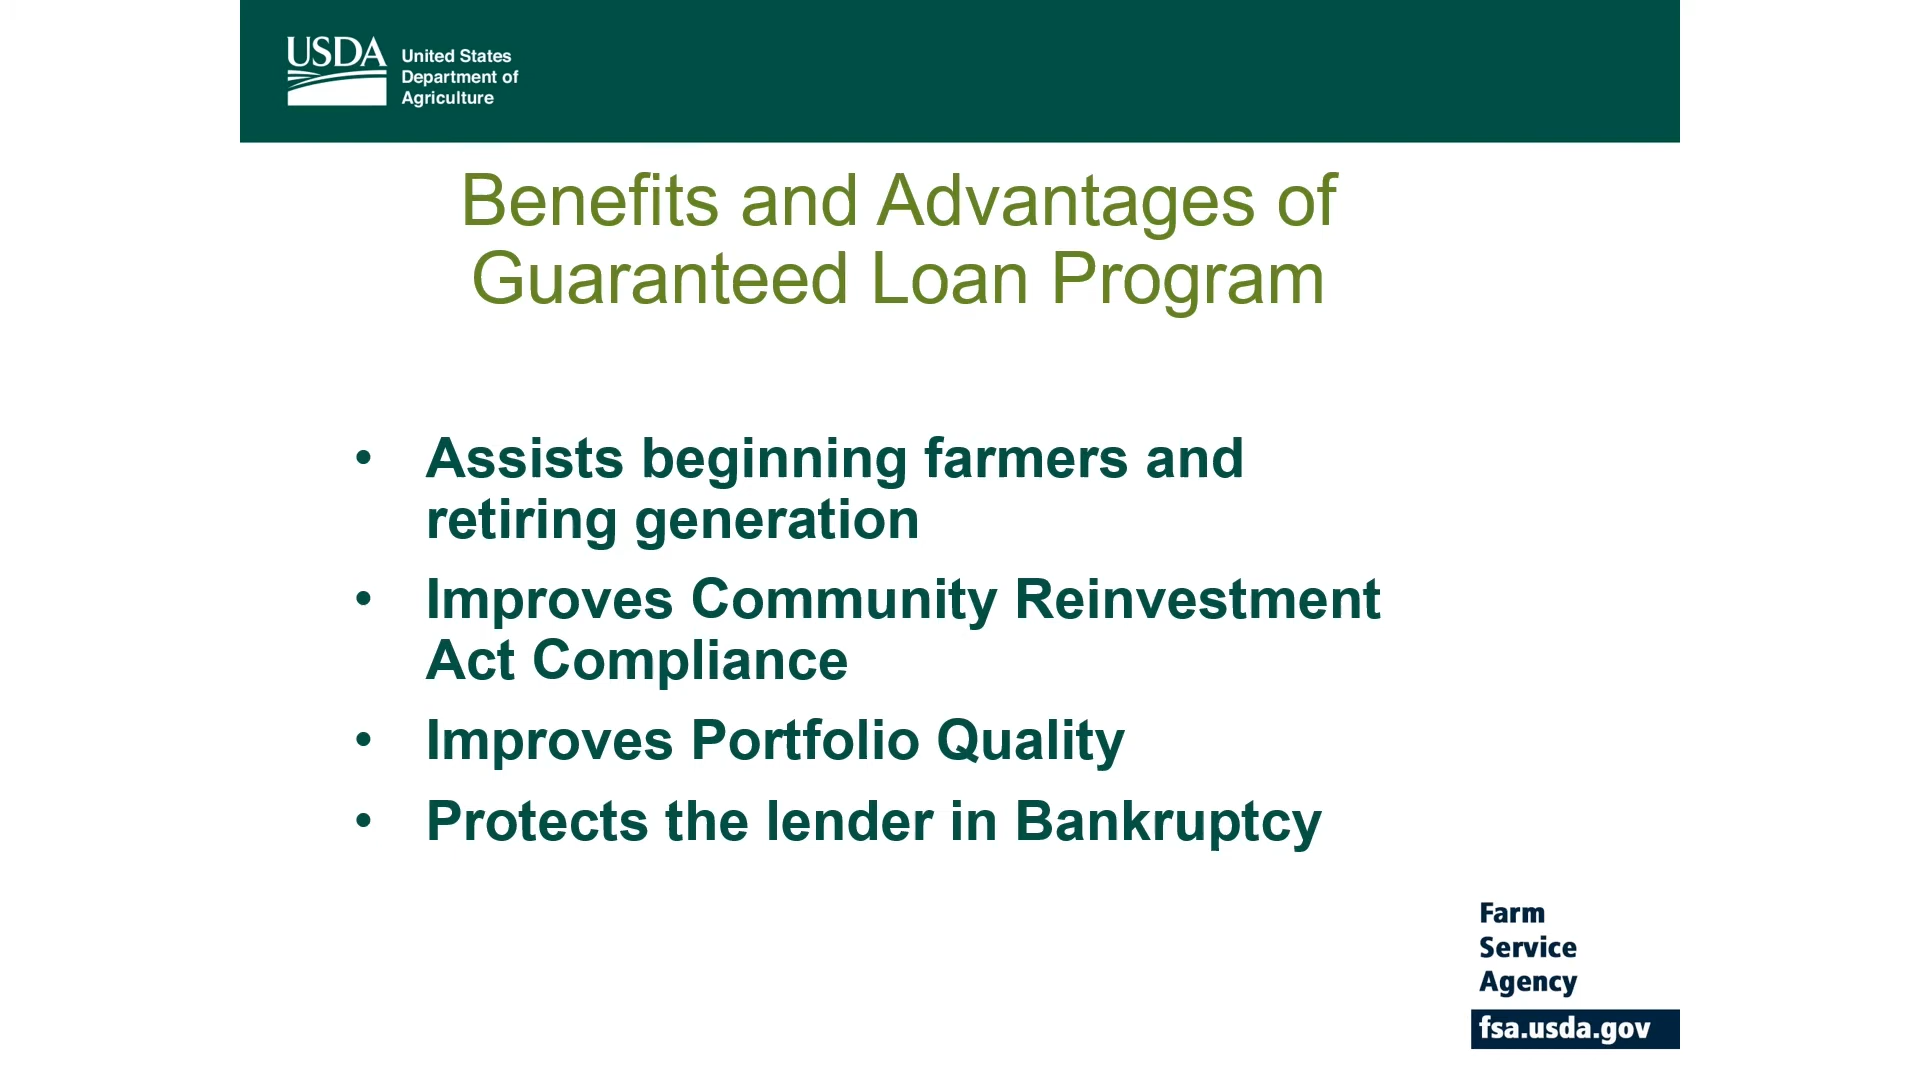 USDA
United States
Department of
Agriculture
Benefits and Advantages of
Guaranteed Loan Program
• Assists beginning farmers and
retiring generation
• Improves Community Reinvestment
Act Compliance
• Improves Portfolio Quality
• Protects the lender in Bankruptcy
Farm
Service
Agency
fsa.usda.gov